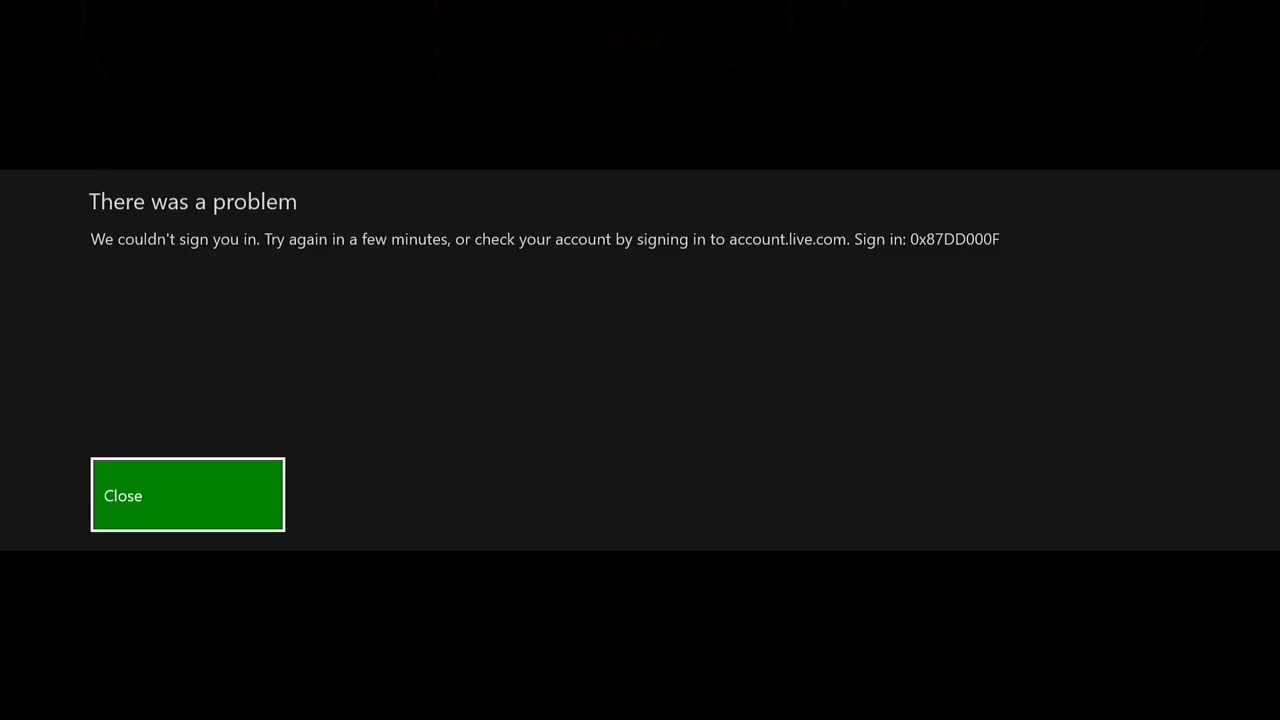 There was a problem
We couldn't sign you in. Try again in a few minutes, or check your account by signing in to account.live.com. Sign in: 0x87DD000F
Close